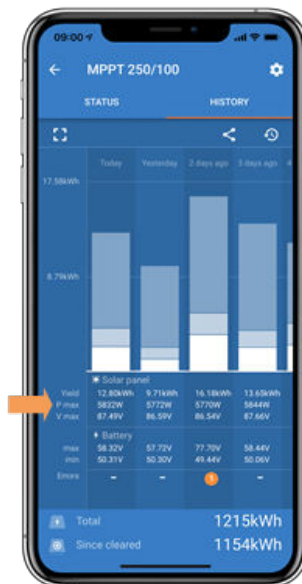 09:00
MPPT 250/100
STATUS HISTORY
Today Yesterday 2 days ago 3 days ago 4
17.58kWh
8.79kWh
Solar panel
Yield 12.80kWh 9.71kWh 16.18kWh 13.65kWh
P max 5832W 5772W 5770W 5844W
V max 87.49V 86.59V 86.54V 87.66V
Battery
max 58.32V 57.72V 77.70V 58.44V
min 50.31V 50.30V 49.44V 50.06V
Errors - - 1 -
Total 1215kWh
Since cleared 1154kWh